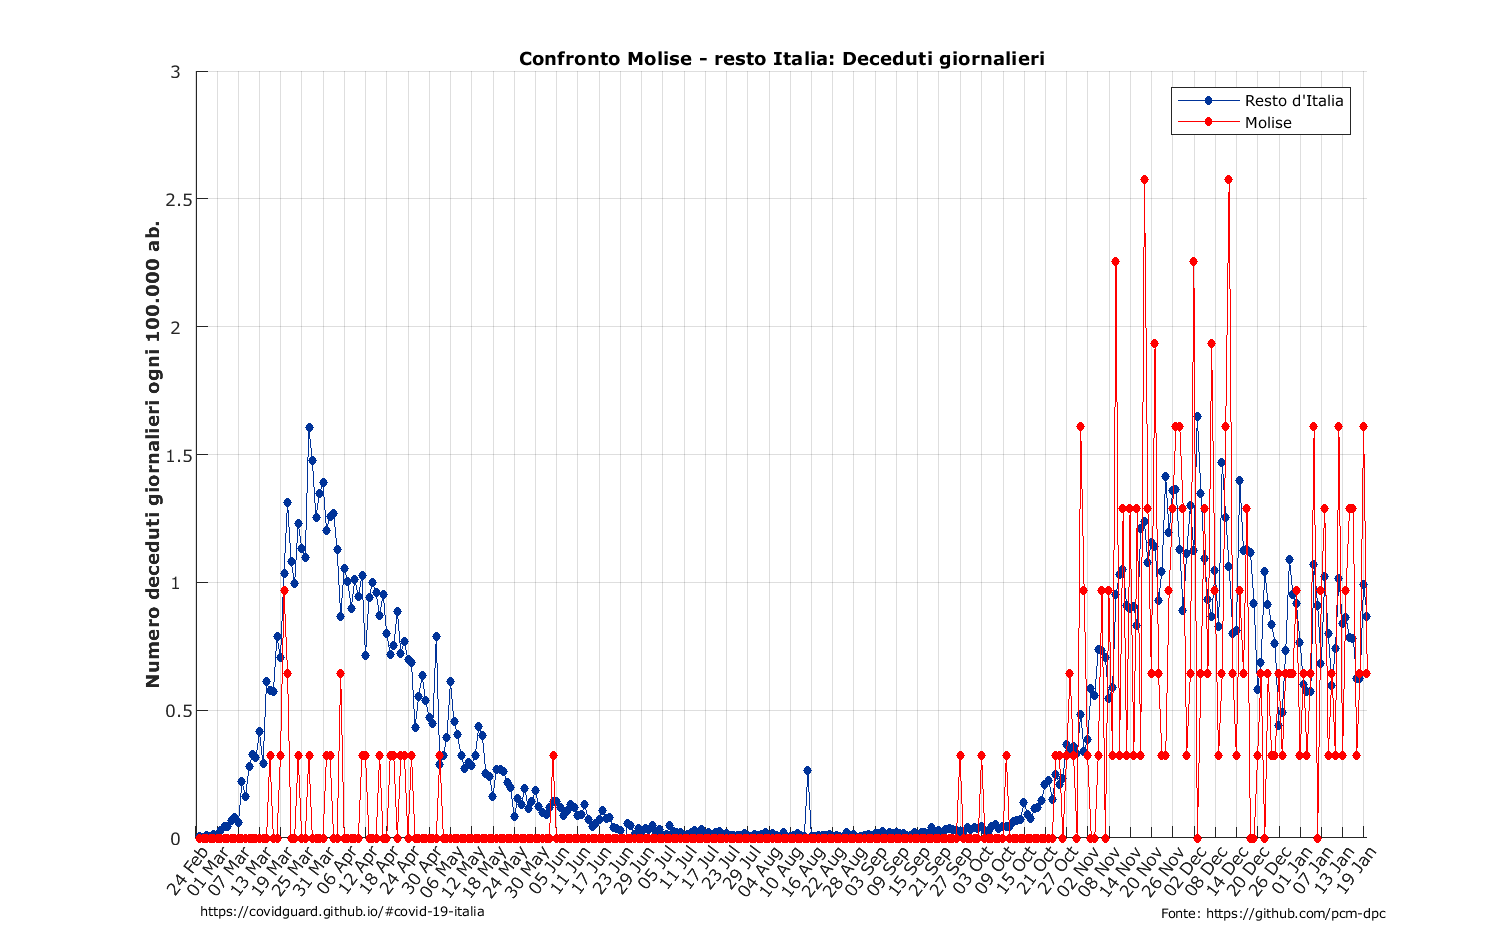 Confronto Molise - resto Italia: Deceduti giornalieri
Resto d'Italia
Molise
Numero deceduti giornalieri ogni 100.000 ab.
3
2.5
2
1.5
1
0.5
0
24 Feb
01 Mar
07 Mar
13 Mar
19 Mar
25 Mar
31 Mar
06 Apr
12 Apr
18 Apr
24 Apr
30 Apr
06 May
12 May
18 May
24 May
30 May
05 Jun
11 Jun
17 Jun
23 Jun
29 Jun
05 Jul
11 Jul
17 Jul
23 Jul
29 Jul
04 Aug
10 Aug
16 Aug
22 Aug
28 Aug
03 Sep
09 Sep
15 Sep
21 Sep
27 Sep
03 Oct
09 Oct
15 Oct
21 Oct
27 Oct
02 Nov
08 Nov
14 Nov
20 Nov
26 Nov
02 Dec
08 Dec
14 Dec
20 Dec
26 Dec
01 Jan
07 Jan
13 Jan
19 Jan
https://covidguard.github.io/#covid-19-italia
Fonte: https://github.com/pcm-dpc